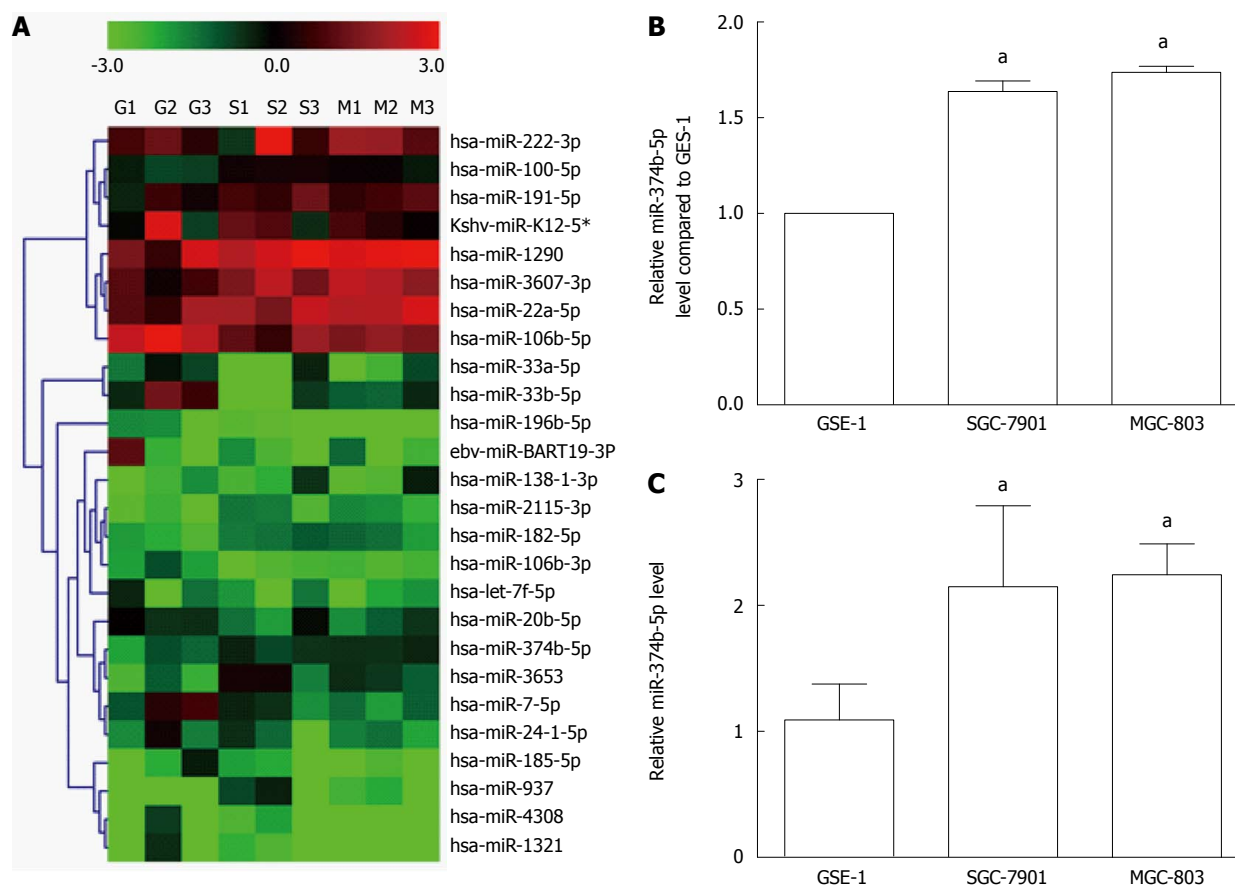 A
-3.0 0.0 3.0
G1 G2 G3 S1 S2 S3 M1 M2 M3
hsa-miR-222-3p
hsa-miR-100-5p
hsa-miR-191-5p
Kshv-miR-K12-5*
hsa-miR-1290
hsa-miR-3607-3p
hsa-miR-22a-5p
hsa-miR-106b-5p
hsa-miR-33a-5p
hsa-miR-33b-5p
hsa-miR-196b-5p
ebv-miR-BART19-3P
hsa-miR-138-1-3p
hsa-miR-2115-3p
hsa-miR-182-5p
hsa-miR-106b-3p
hsa-let-7f-5p
hsa-miR-20b-5p
hsa-miR-374b-5p
hsa-miR-3653
hsa-miR-7-5p
hsa-miR-24-1-5p
hsa-miR-185-5p
hsa-miR-937
hsa-miR-4308
hsa-miR-1321
B
Relative miR-374b-5p
level compared to GES-1
2.0
1.5
1.0
0.5
0.0
a
a
GSE-1 SGC-7901 MGC-803
C
Relative miR-374b-5p level
3
2
1
0
a
a
GSE-1 SGC-7901 MGC-803